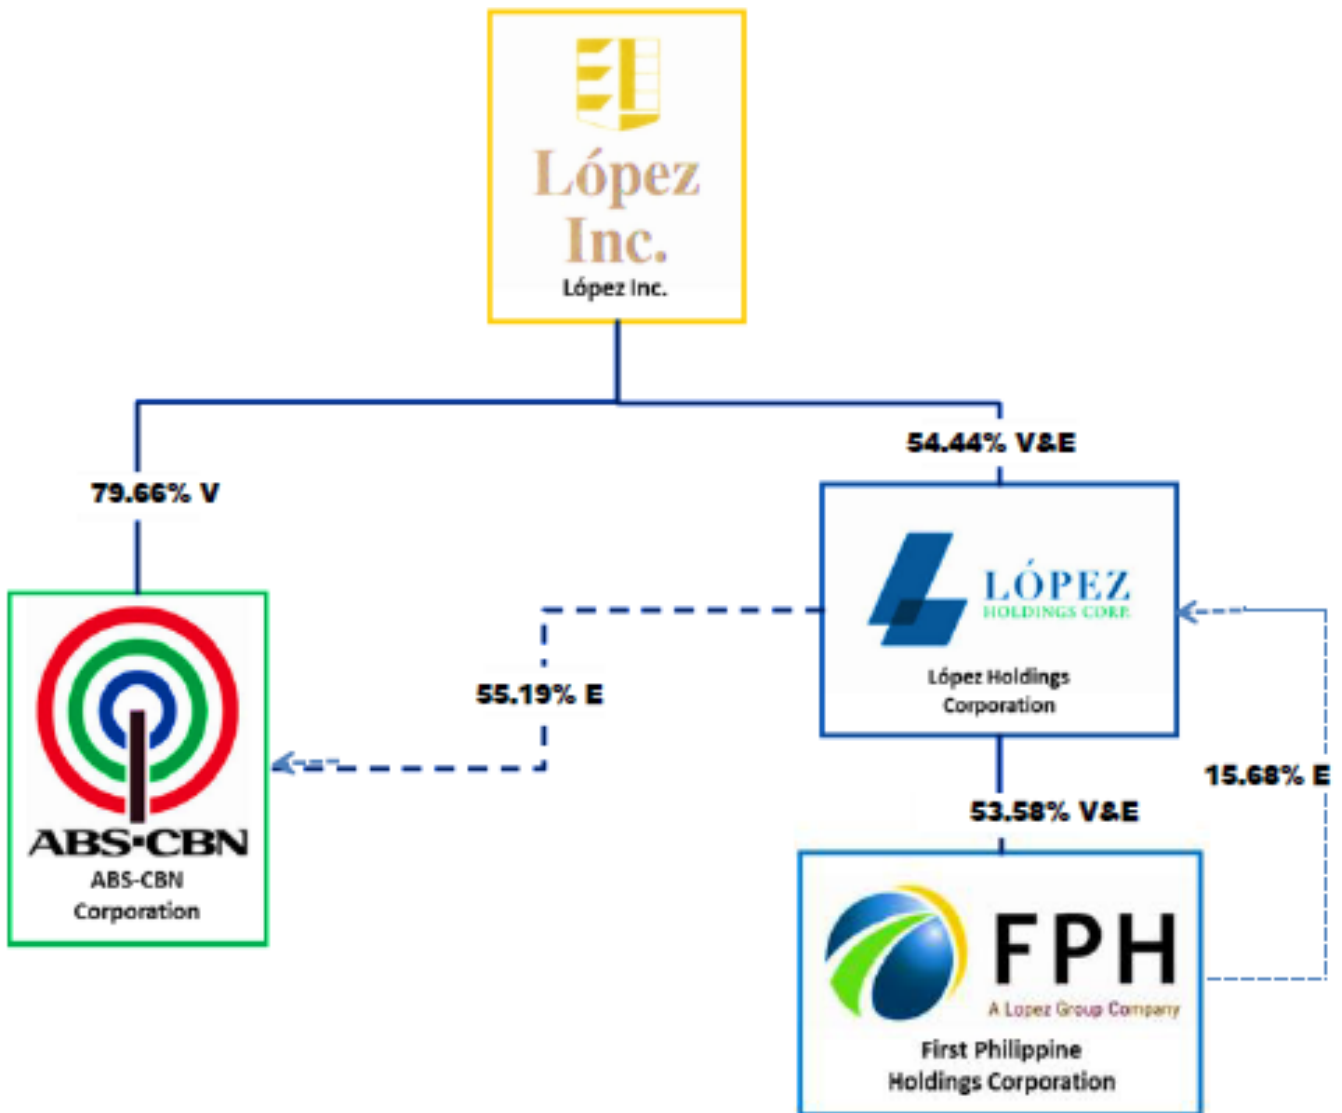 López
Inc.
López Inc.
54.44% V&E
79.66% V
LÓPEZ
HOLDINGS CORP.
López Holdings
Corporation
55.19% E
15.68% E
53.58% V&E
ABS-CBN
ABS-CBN
Corporation
FPH
A Lopez Group Company
First Philippine
Holdings Corporation